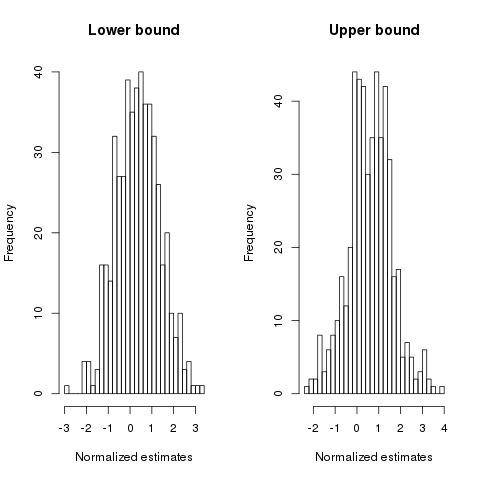 Lower bound
Frequency
40
30
20
10
0
-3 -2 -1 0 1 2 3
Normalized estimates
Upper bound
Frequency
40
30
20
10
0
-2 -1 0 1 2 3 4
Normalized estimates